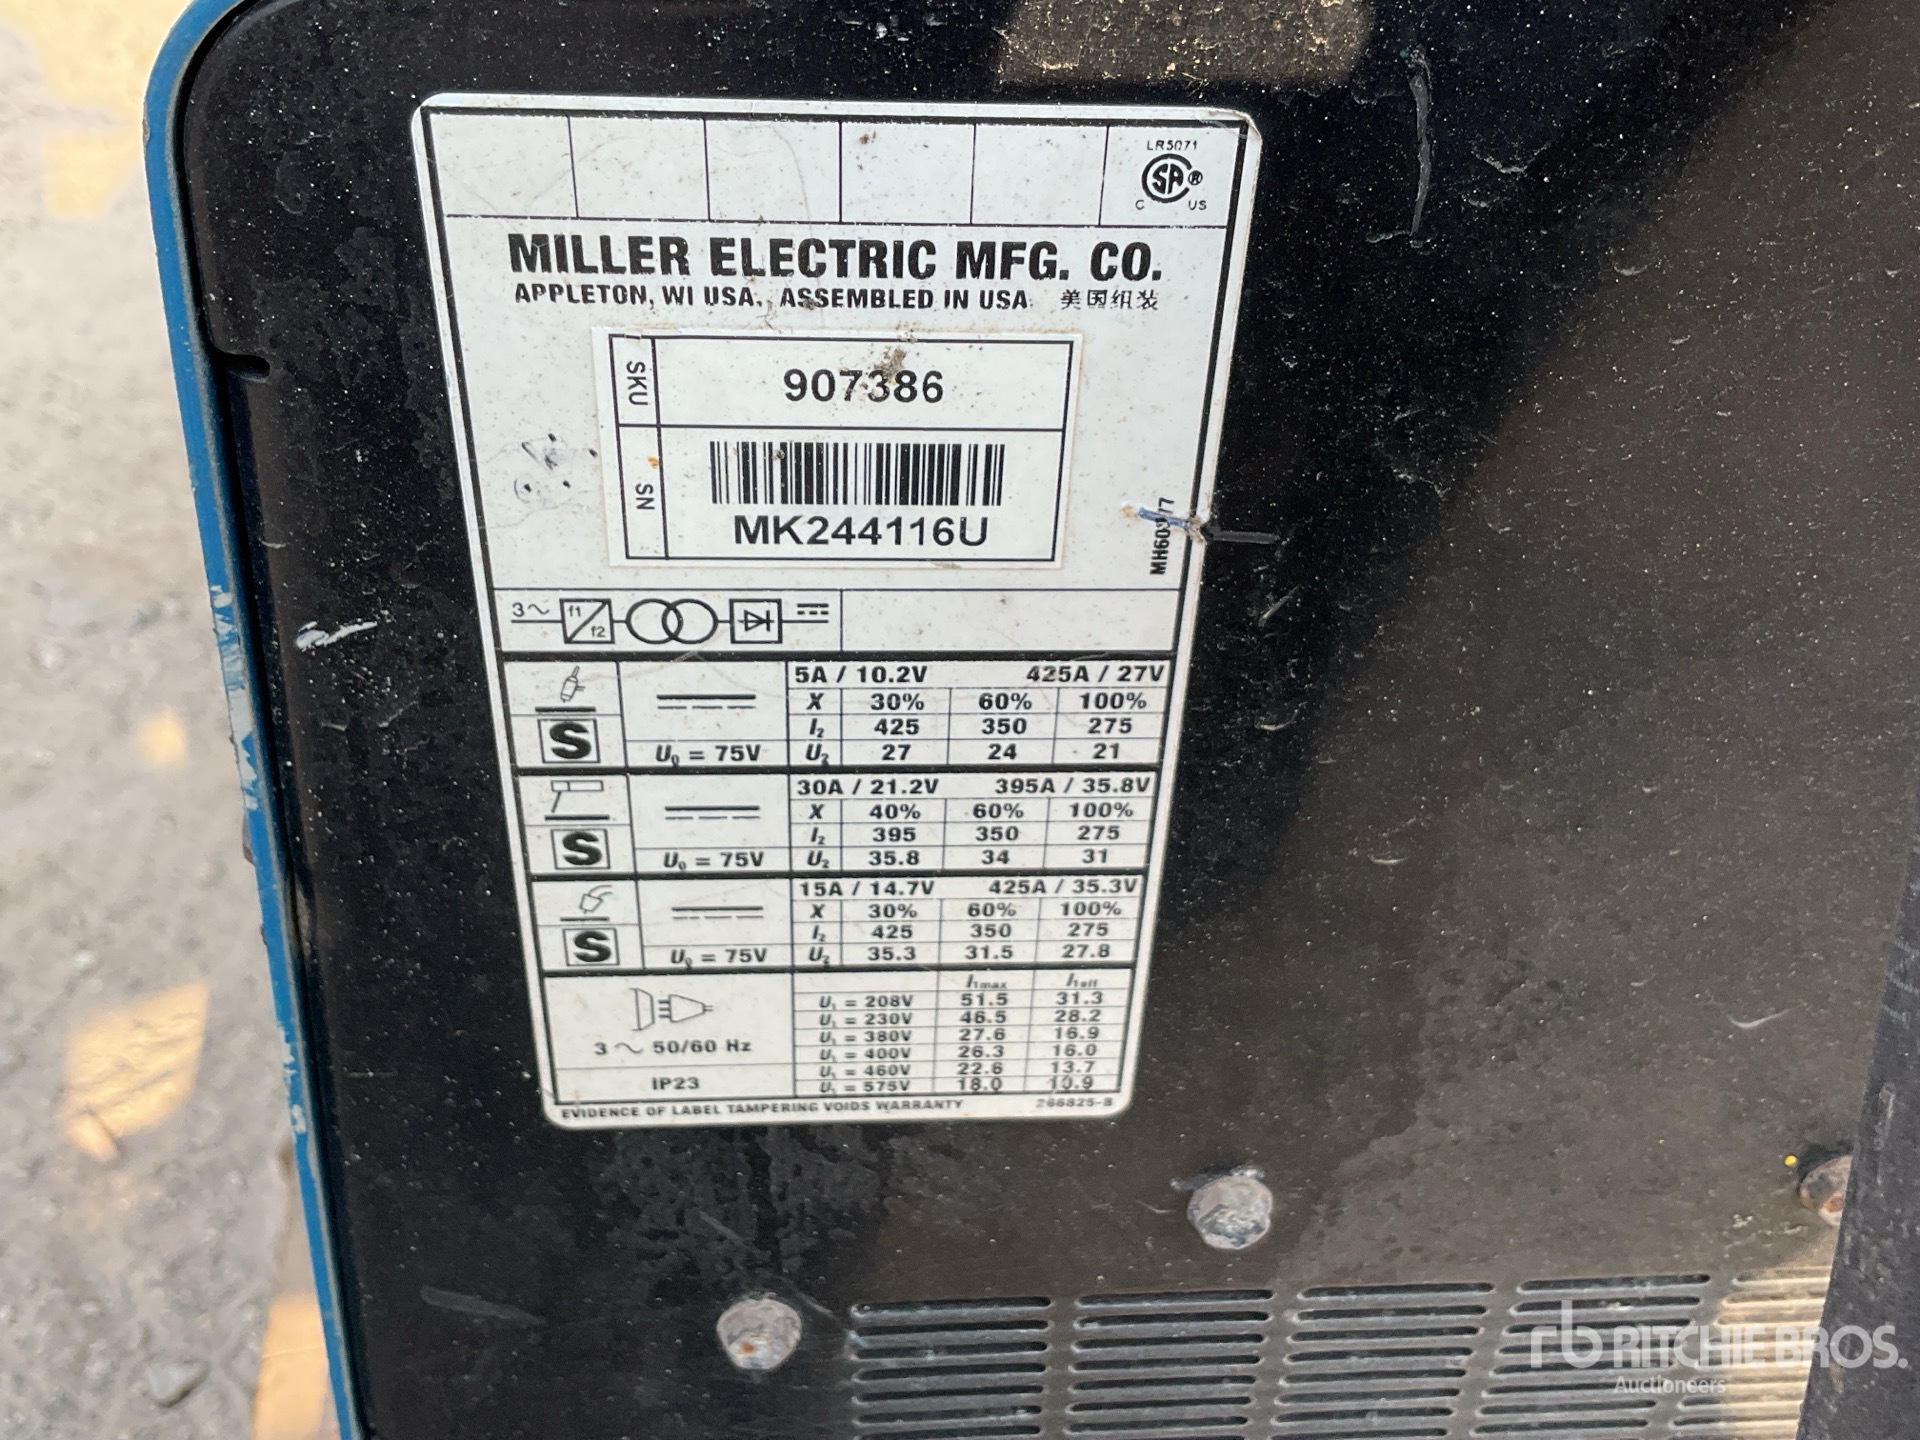 LR5071
SA ®
C US
MILLER ELECTRIC MFG. CO.
APPLETON, WI USA, ASSEMBLED IN USA 美国组装
SKU 907386
SN MK244116U
3~ f1 f2
5A / 10.2V 425A / 27V
X 30% 60% 100%
I2 425 350 275
S U0 = 75V U2 27 24 21
30A / 21.2V 395A / 35.8V
X 40% 60% 100%
I2 395 350 275
S U0 = 75V U2 35.8 34 31
15A / 14.7V 425A / 35.3V
X 30% 60% 100%
I2 425 350 275
S U0 = 75V U2 35.3 31.5 27.8
I1max I1eff
U1 = 208V 51.5 31.3
U1 = 230V 46.5 28.2
U1 = 380V 27.6 16.9
3 ~ 50/60 Hz U1 = 400V 26.3 16.0
U1 = 460V 22.6 13.7
IP23 U1 = 575V 18.0 10.9
EVIDENCE OF LABEL TAMPERING VOIDS WARRANTY 266825-B
rb RITCHIE BROS.
Auctioneers